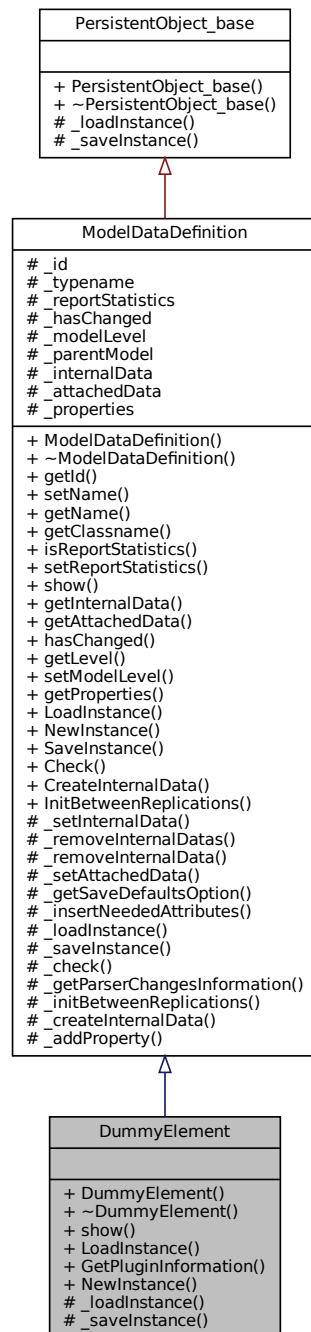 PersistentObject_base
+ PersistentObject_base()
+ ~PersistentObject_base()
# _loadInstance()
# _saveInstance()
ModelDataDefinition
# _id
# _typename
# _reportStatistics
# _hasChanged
# _modelLevel
# _parentModel
# _internalData
# _attachedData
# _properties
+ ModelDataDefinition()
+ ~ModelDataDefinition()
+ getId()
+ setName()
+ getName()
+ getClassname()
+ isReportStatistics()
+ setReportStatistics()
+ show()
+ getInternalData()
+ getAttachedData()
+ hasChanged()
+ getLevel()
+ setModelLevel()
+ getProperties()
+ LoadInstance()
+ NewInstance()
+ SaveInstance()
+ Check()
+ CreateInternalData()
+ InitBetweenReplications()
# _setInternalData()
# _removeInternalDatas()
# _removeInternalData()
# _setAttachedData()
# _getSaveDefaultsOption()
# _insertNeededAttributes()
# _loadInstance()
# _saveInstance()
# _check()
# _getParserChangesInformation()
# _initBetweenReplications()
# _createInternalData()
# _addProperty()
DummyElement
+ DummyElement()
+ ~DummyElement()
+ show()
+ LoadInstance()
+ GetPluginInformation()
+ NewInstance()
# _loadInstance()
# _saveInstance()